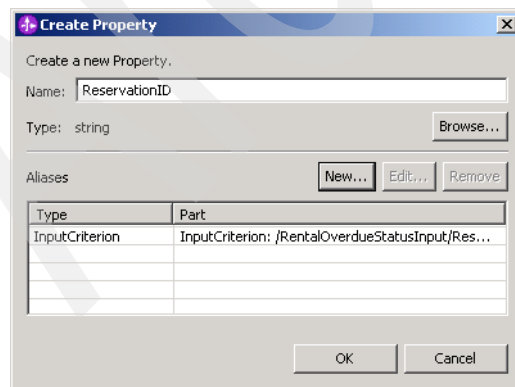 Create Property
Create a new Property.
Name: ReservationID
Type: string Browse...
Aliases New... Edit... Remove
Type Part
InputCriterion InputCriterion: /RentalOverdueStatusInput/Res...
OK Cancel